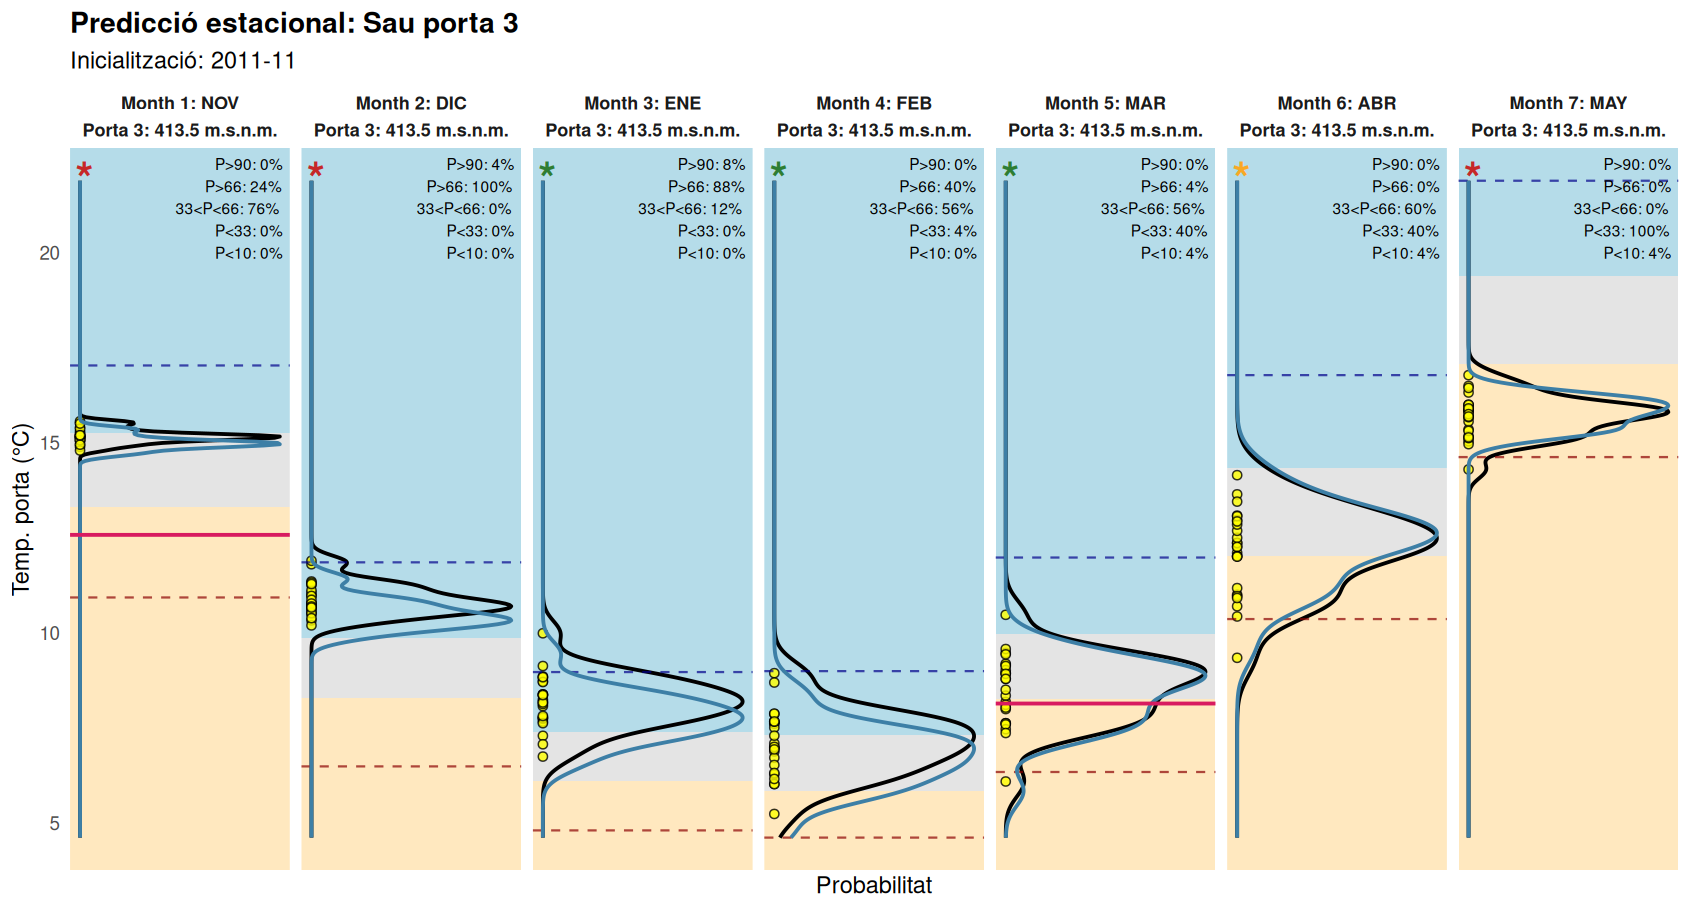 Predicció estacional: Sau porta 3
Inicialització: 2011-11
Month 1: NOV
Porta 3: 413.5 m.s.n.m.
Month 2: DIC
Porta 3: 413.5 m.s.n.m.
Month 3: ENE
Porta 3: 413.5 m.s.n.m.
Month 4: FEB
Porta 3: 413.5 m.s.n.m.
Month 5: MAR
Porta 3: 413.5 m.s.n.m.
Month 6: ABR
Porta 3: 413.5 m.s.n.m.
Month 7: MAY
Porta 3: 413.5 m.s.n.m.
*
P>90: 0%
P>66: 24%
33<P<66: 76%
P<33: 0%
P<10: 0%
*
P>90: 4%
P>66: 100%
33<P<66: 0%
P<33: 0%
P<10: 0%
*
P>90: 8%
P>66: 88%
33<P<66: 12%
P<33: 0%
P<10: 0%
*
P>90: 0%
P>66: 40%
33<P<66: 56%
P<33: 4%
P<10: 0%
*
P>90: 0%
P>66: 4%
33<P<66: 56%
P<33: 40%
P<10: 4%
*
P>90: 0%
P>66: 0%
33<P<66: 60%
P<33: 40%
P<10: 4%
*
P>90: 0%
P>66: 0%
33<P<66: 0%
P<33: 100%
P<10: 4%
20
15
10
5
Temp. porta (°C)
Probabilitat